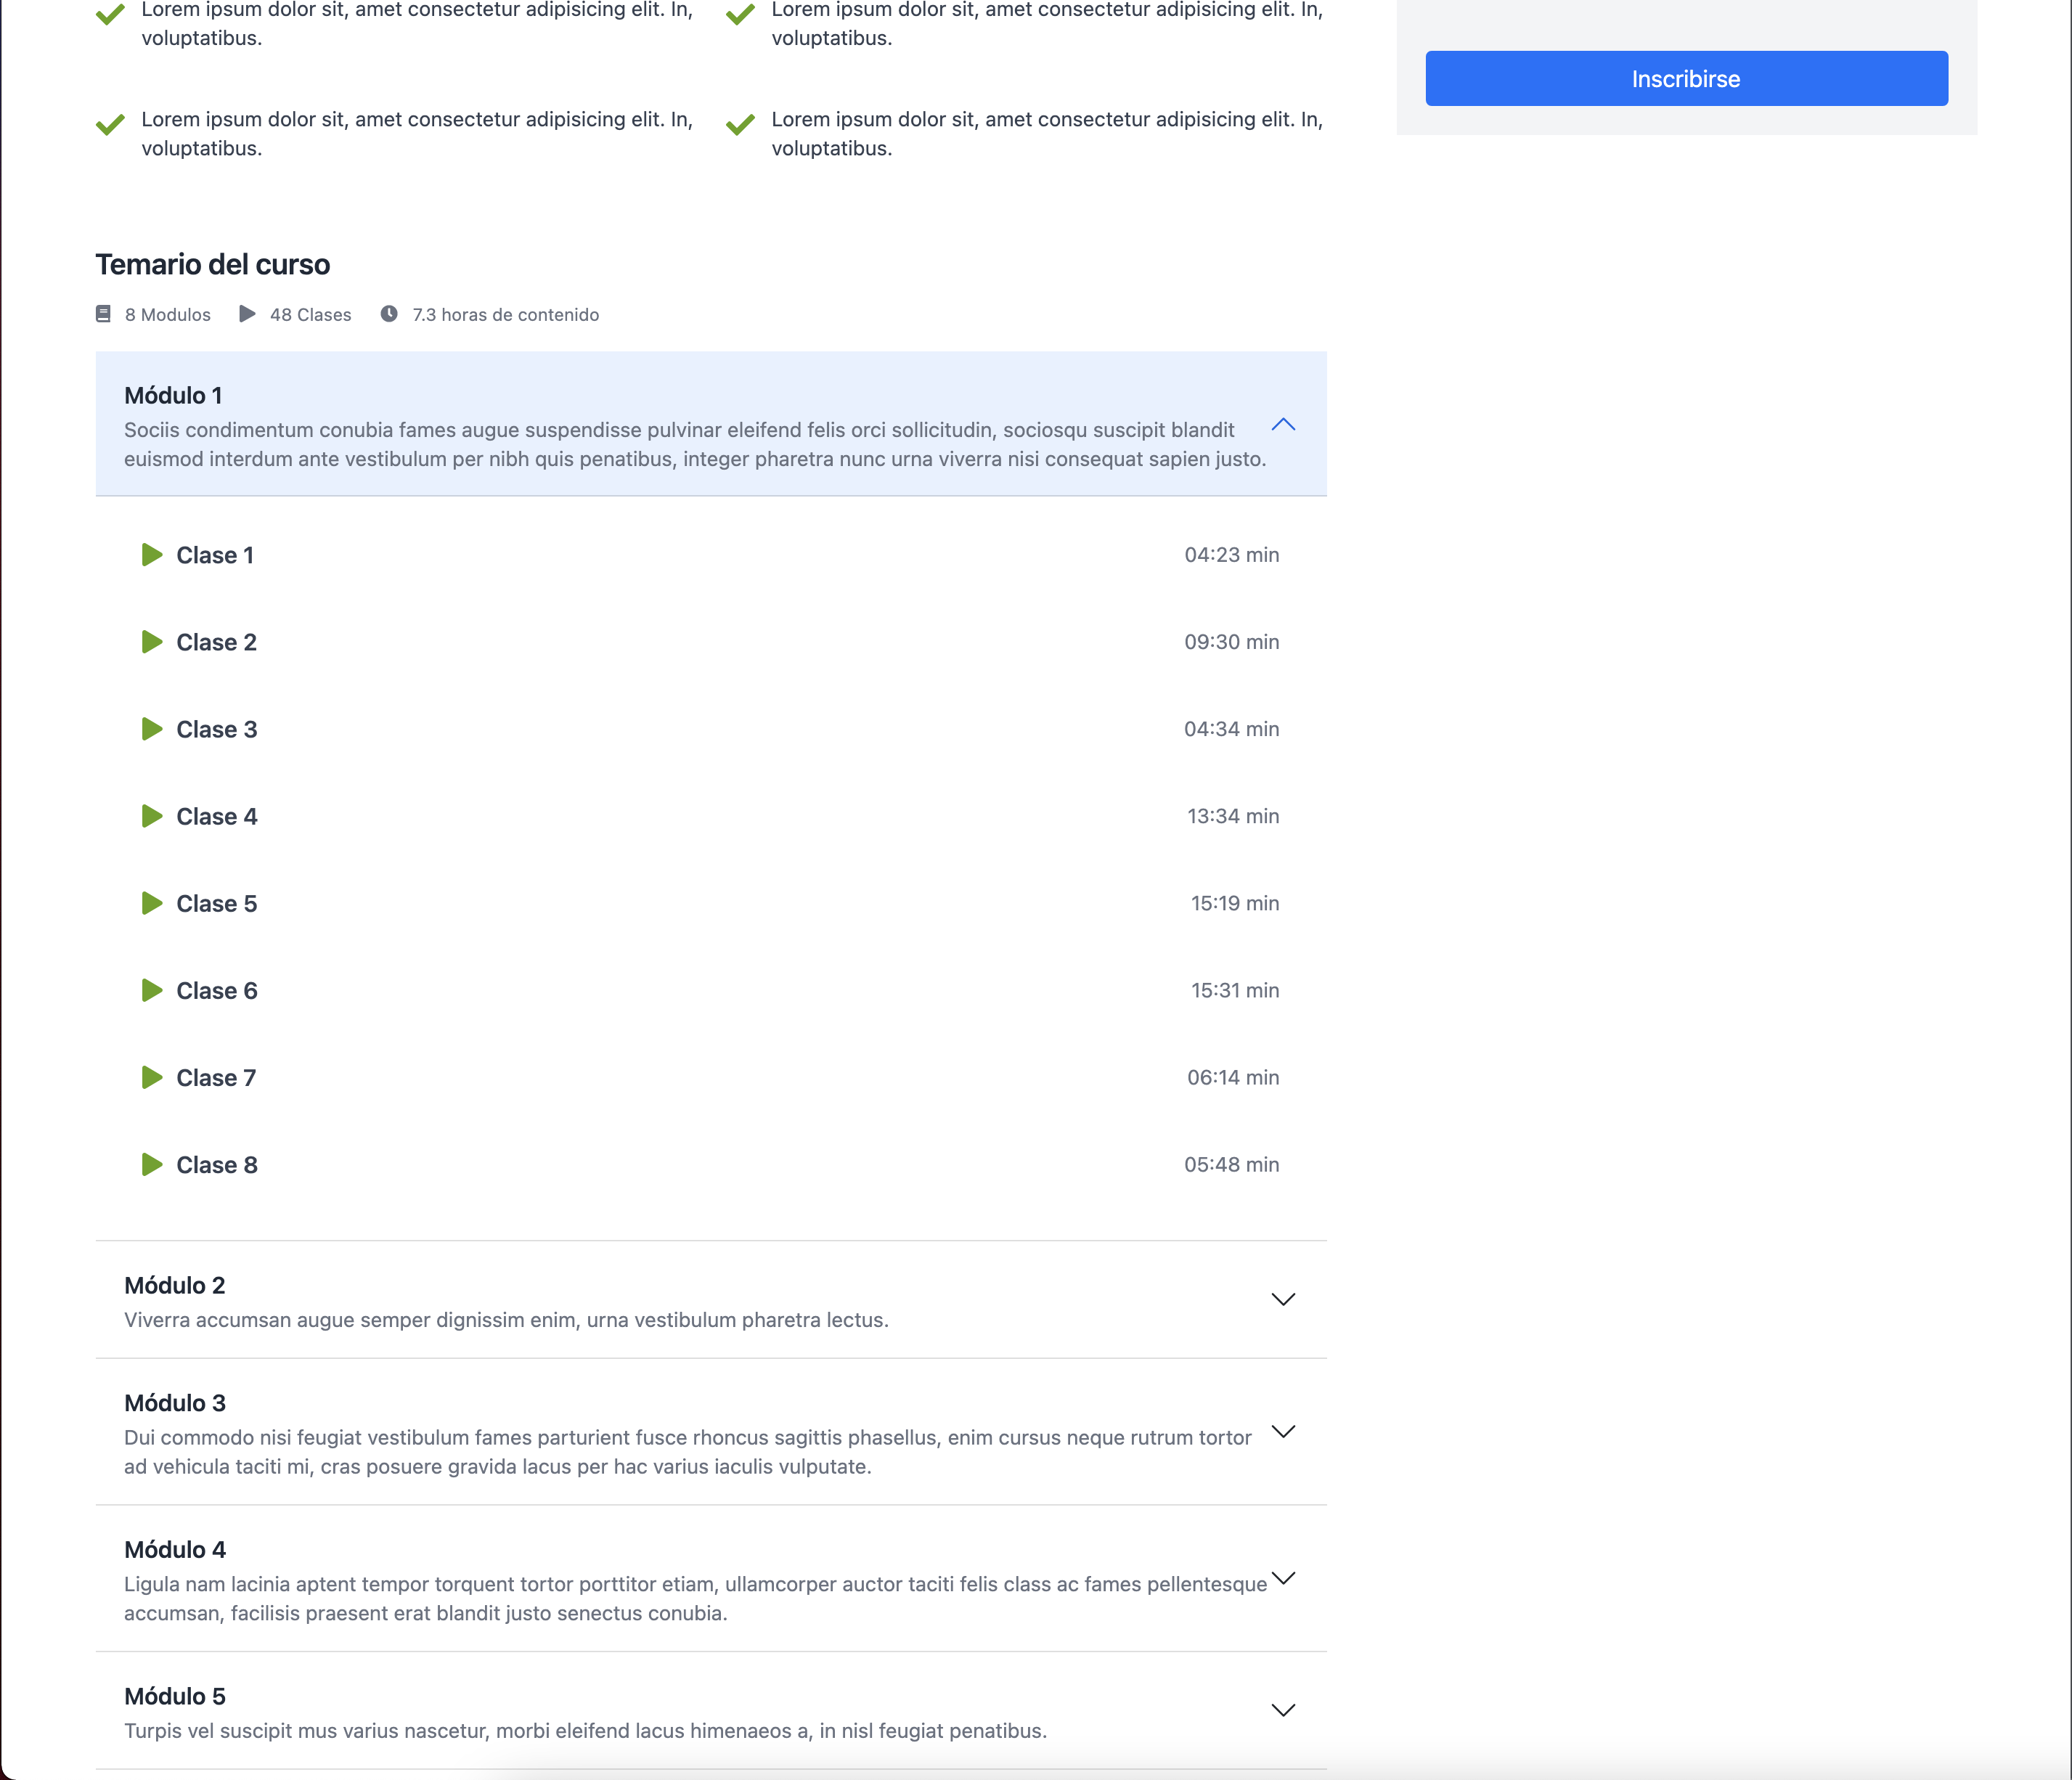 Lorem ipsum dolor sit, amet consectetur adipisicing elit. In,
voluptatibus.
Lorem ipsum dolor sit, amet consectetur adipisicing elit. In,
voluptatibus.
Inscribirse
Lorem ipsum dolor sit, amet consectetur adipisicing elit. In,
voluptatibus.
Lorem ipsum dolor sit, amet consectetur adipisicing elit. In,
voluptatibus.
Temario del curso
8 Modulos 48 Clases 7.3 horas de contenido
Módulo 1
Sociis condimentum conubia fames augue suspendisse pulvinar eleifend felis orci sollicitudin, sociosqu suscipit blandit
euismod interdum ante vestibulum per nibh quis penatibus, integer pharetra nunc urna viverra nisi consequat sapien justo.
Clase 1 04:23 min
Clase 2 09:30 min
Clase 3 04:34 min
Clase 4 13:34 min
Clase 5 15:19 min
Clase 6 15:31 min
Clase 7 06:14 min
Clase 8 05:48 min
Módulo 2
Viverra accumsan augue semper dignissim enim, urna vestibulum pharetra lectus.
Módulo 3
Dui commodo nisi feugiat vestibulum fames parturient fusce rhoncus sagittis phasellus, enim cursus neque rutrum tortor
ad vehicula taciti mi, cras posuere gravida lacus per hac varius iaculis vulputate.
Módulo 4
Ligula nam lacinia aptent tempor torquent tortor porttitor etiam, ullamcorper auctor taciti felis class ac fames pellentesque
accumsan, facilisis praesent erat blandit justo senectus conubia.
Módulo 5
Turpis vel suscipit mus varius nascetur, morbi eleifend lacus himenaeos a, in nisl feugiat penatibus.